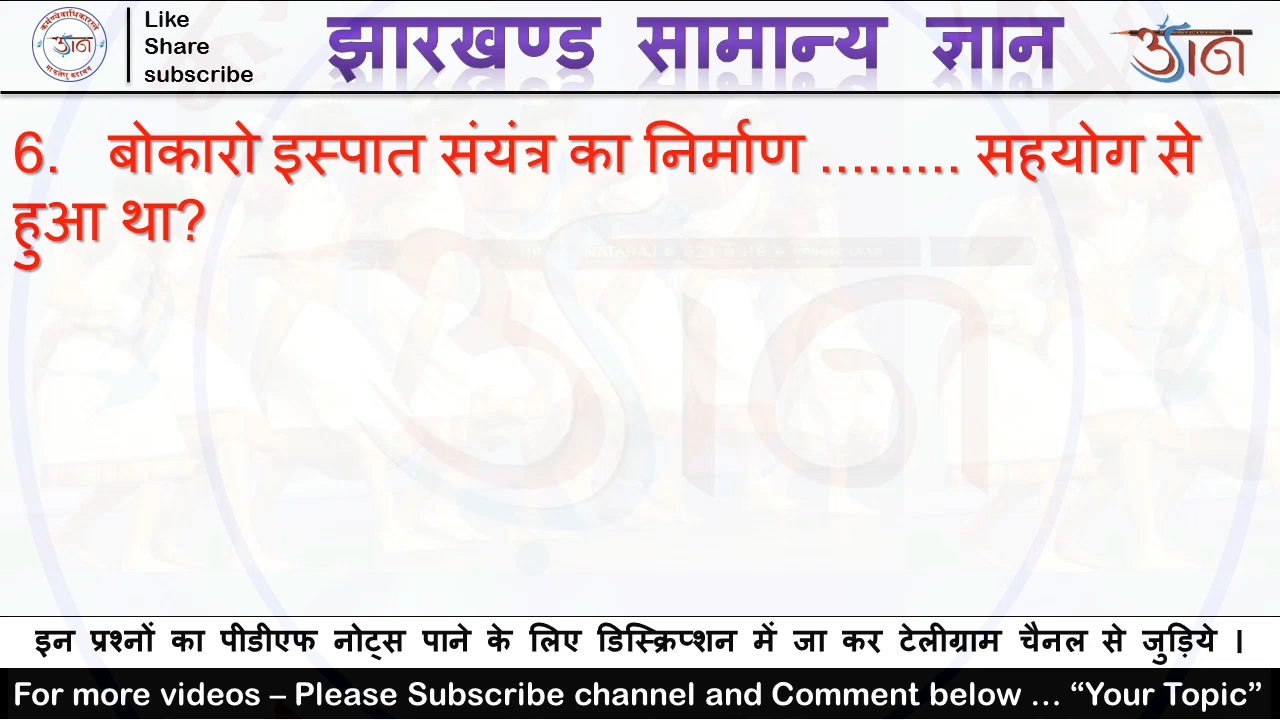 Like
Share
subscribe
झारखण्ड सामान्य ज्ञान
6. बोकारो इस्पात संयंत्र का निर्माण ......... सहयोग से
हुआ था?
इन प्रश्नों का पीडीएफ नोट्स पाने के लिए डिस्क्रिप्शन में जा कर टेलीग्राम चैनल से जुड़िये ।
For more videos – Please Subscribe channel and Comment below ... “Your Topic”